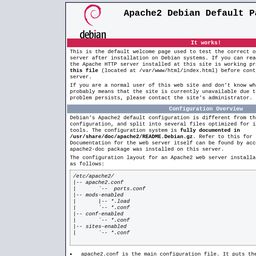 debian
Apache2 Debian Default Pa
It works!
This is the default welcome page used to test the correct o
server after installation on Debian systems. If you can rea
the Apache HTTP server installed at this site is working pr
this file (located at /var/www/html/index.html) before cont
server.
If you are a normal user of this web site and don't know wh
probably means that the site is currently unavailable due t
problem persists, please contact the site's administrator.
Configuration Overview
Debian's Apache2 default configuration is different from th
configuration, and split into several files optimized for i
tools. The configuration system is fully documented in
/usr/share/doc/apache2/README.Debian.gz. Refer to this for
Documentation for the web server itself can be found by acc
apache2-doc package was installed on this server.
The configuration layout for an Apache2 web server installa
as follows:
/etc/apache2/
|-- apache2.conf
|   `-- ports.conf
|-- mods-enabled
|   |-- *.load
|   `-- *.conf
|-- conf-enabled
|   `-- *.conf
|-- sites-enabled
|   `-- *.conf
• apache2.conf is the main configuration file. It puts the